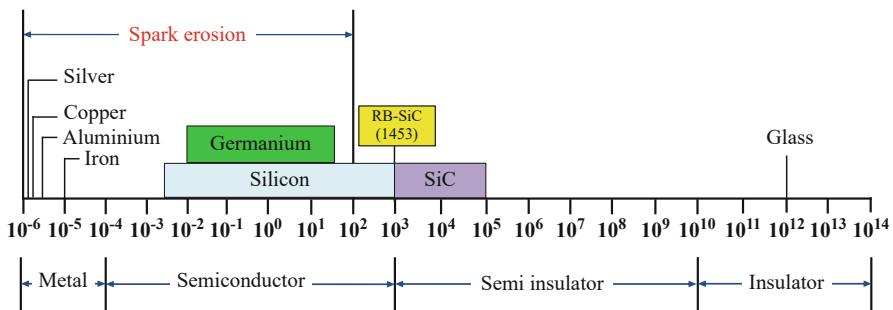 Spark erosion
Silver
Copper
Aluminium
Iron
Germanium
Silicon
RB-SiC
(1453)
SiC
Glass
10⁻⁶ 10⁻⁵ 10⁻⁴ 10⁻³ 10⁻² 10⁻¹ 10⁰ 10¹ 10² 10³ 10⁴ 10⁵ 10⁶ 10⁷ 10⁸ 10⁹ 10¹⁰ 10¹¹ 10¹² 10¹³ 10¹⁴
Metal Semiconductor Semi insulator Insulator